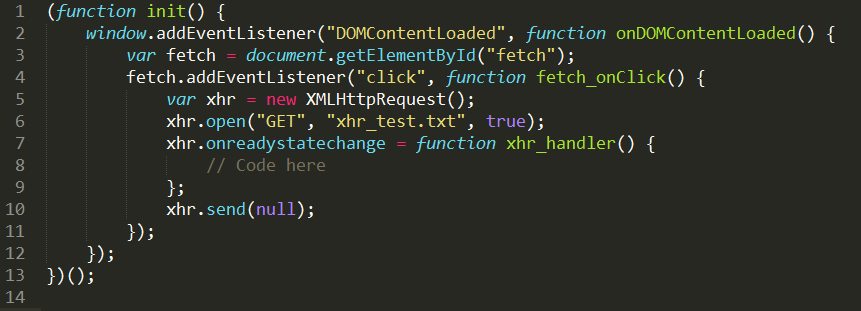 1 (function init() {
2     window.addEventListener("DOMContentLoaded", function onDOMContentLoaded() {
3         var fetch = document.getElementById("fetch");
4         fetch.addEventListener("click", function fetch_onClick() {
5             var xhr = new XMLHttpRequest();
6             xhr.open("GET", "xhr_test.txt", true);
7             xhr.onreadystatechange = function xhr_handler() {
8                 // Code here
9             };
10             xhr.send(null);
11         });
12     });
13 })();
14